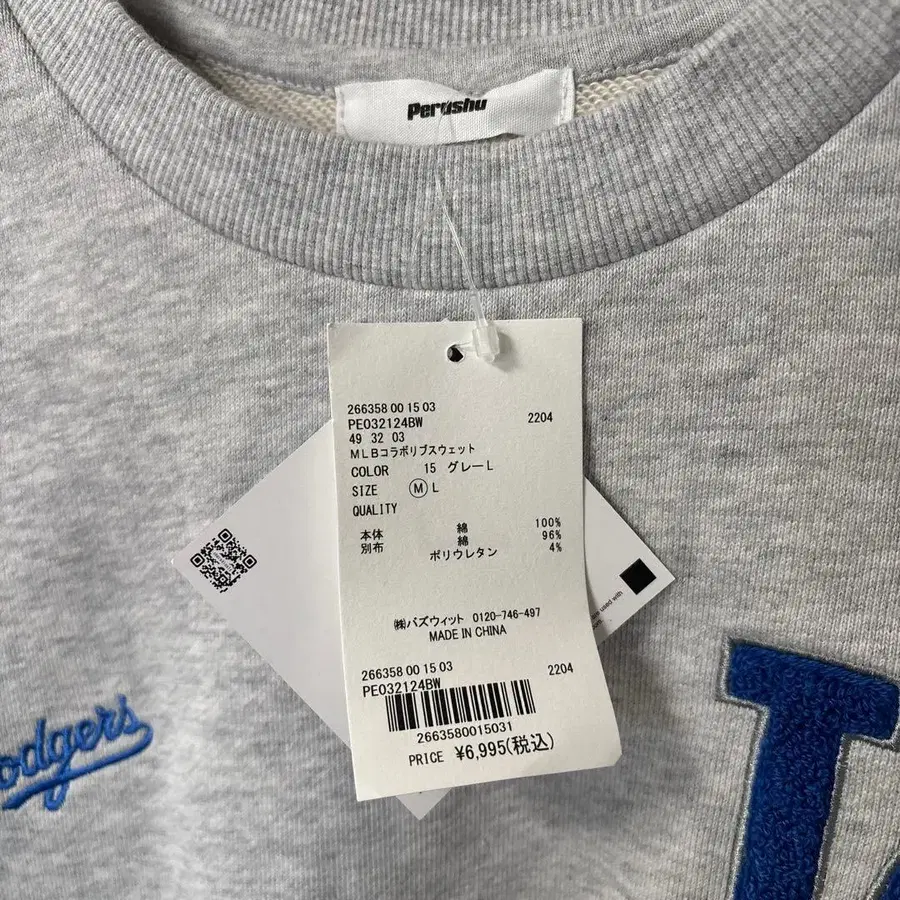 Perushu
266358 00 15 03
PE032124BW 2204
49 32 03
MLBコラボリブスウェット
COLOR 15 グレーL
SIZE Ⓜ L
QUALITY
本体 綿 100%
別布 綿 96%
ポリウレタン 4%
㈱バズウィット 0120-746-497
MADE IN CHINA
266358 00 15 03 2204
PE032124BW
2663580015031
PRICE ¥6,995(税込)
used with
odgers